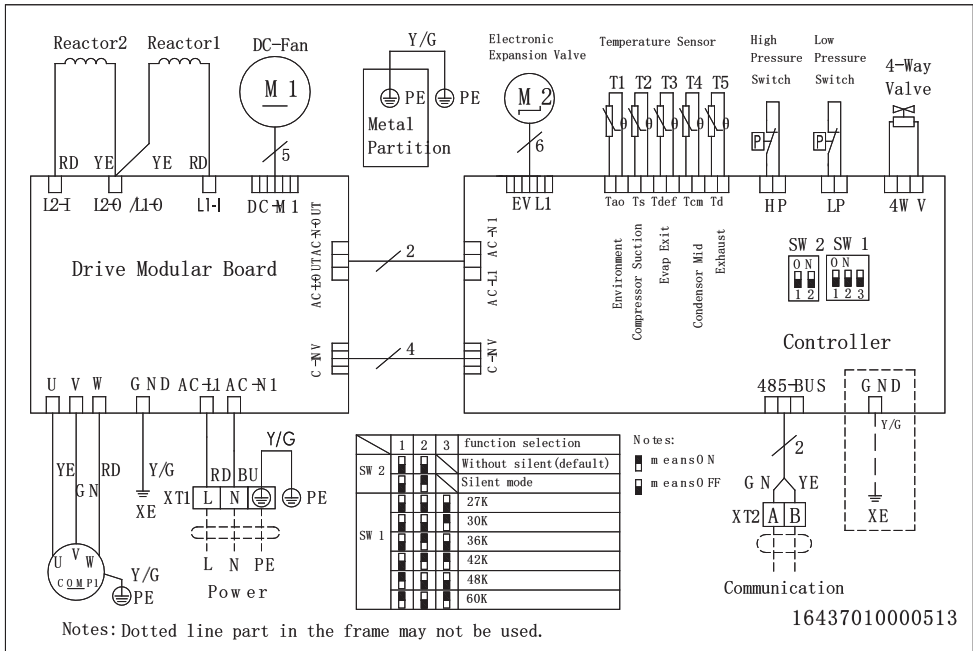 Reactor2 Reactor1 DC-Fan Y/G Electronic Expansion Valve Temperature Sensor High Pressure Switch Low Pressure Switch 4-Way Valve
M 1
PE PE
Metal Partition
M 2
T1 T2 T3 T4 T5
θ θ θ θ θ
P P
RD YE YE RD 5 6
L2-I L2-O /L1-O L1-I DC-M 1
EV L1 Tao Ts Tdef Tcm Td HP LP 4W V
AC-LOUT AC-NOUT 2 AC-L1 AC-N1
Environment
Compressor Suction
Evap Exit
Condensor Mid
Exhaust
SW 2 SW 1
ON ON
1 2 1 2 3
Drive Modular Board
Controller
C-NV 4 C-NV
U V W GND AC-L1 AC-N1
485-BUS GND
Y/G
YE GN RD Y/G XE
RD BU Y/G
XT1 L N PE
L N PE
Power
U V W
COMP1
Y/G
PE
1 2 3 function selection
SW 2 Without silent(default)
Silent mode
SW 1 27K
30K
36K
42K
48K
60K
Notes:
means ON
means OFF
2
GN YE
XT2 A B
XE
Communication
16437010000513
Notes: Dotted line part in the frame may not be used.